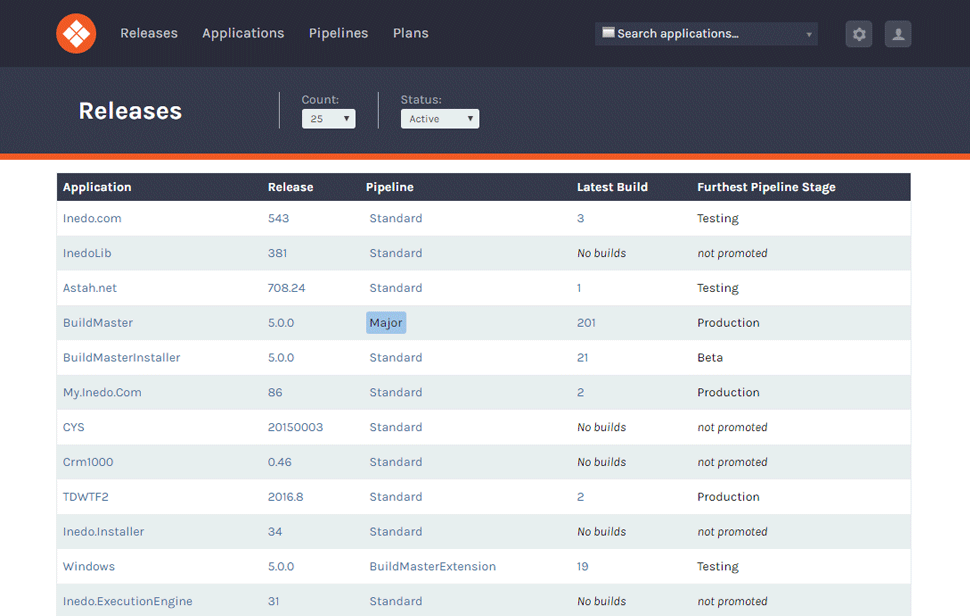 Releases Applications Pipelines Plans Search applications...
Releases
Count: Status:
25 Active
Application Release Pipeline Latest Build Furthest Pipeline Stage
Inedo.com 543 Standard 3 Testing
InedoLib 381 Standard No builds not promoted
Astah.net 708.24 Standard 1 Testing
BuildMaster 5.0.0 Major 201 Production
BuildMasterInstaller 5.0.0 Standard 21 Beta
My.Inedo.Com 86 Standard 2 Production
CYS 20150003 Standard No builds not promoted
Crm1000 0.46 Standard No builds not promoted
TDWTF2 2016.8 Standard 2 Production
Inedo.Installer 34 Standard No builds not promoted
Windows 5.0.0 BuildMasterExtension 19 Testing
Inedo.ExecutionEngine 31 Standard No builds not promoted